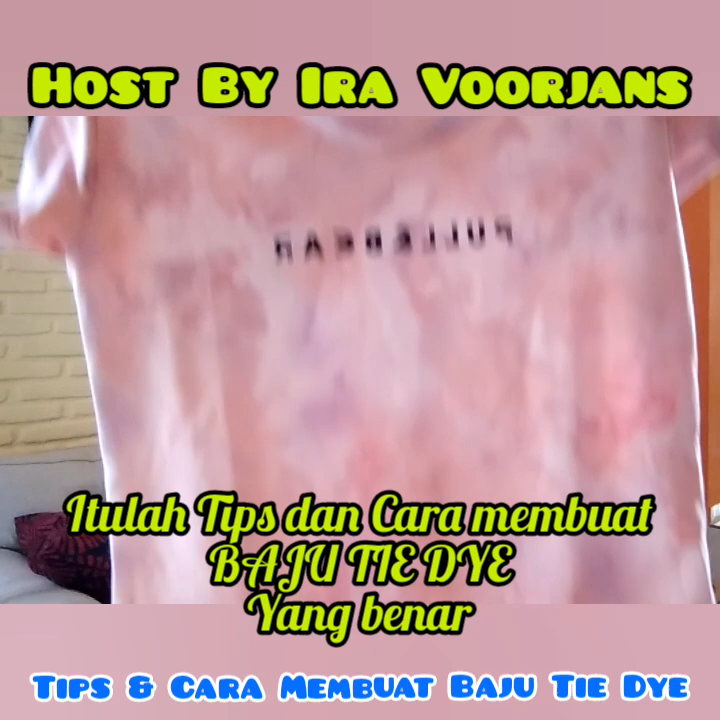 Host By Ira Voorjans
Itulah Tips dan Cara membuat
BAJU TIE DYE
Yang benar
Tips & Cara Membuat Baju Tie Dye